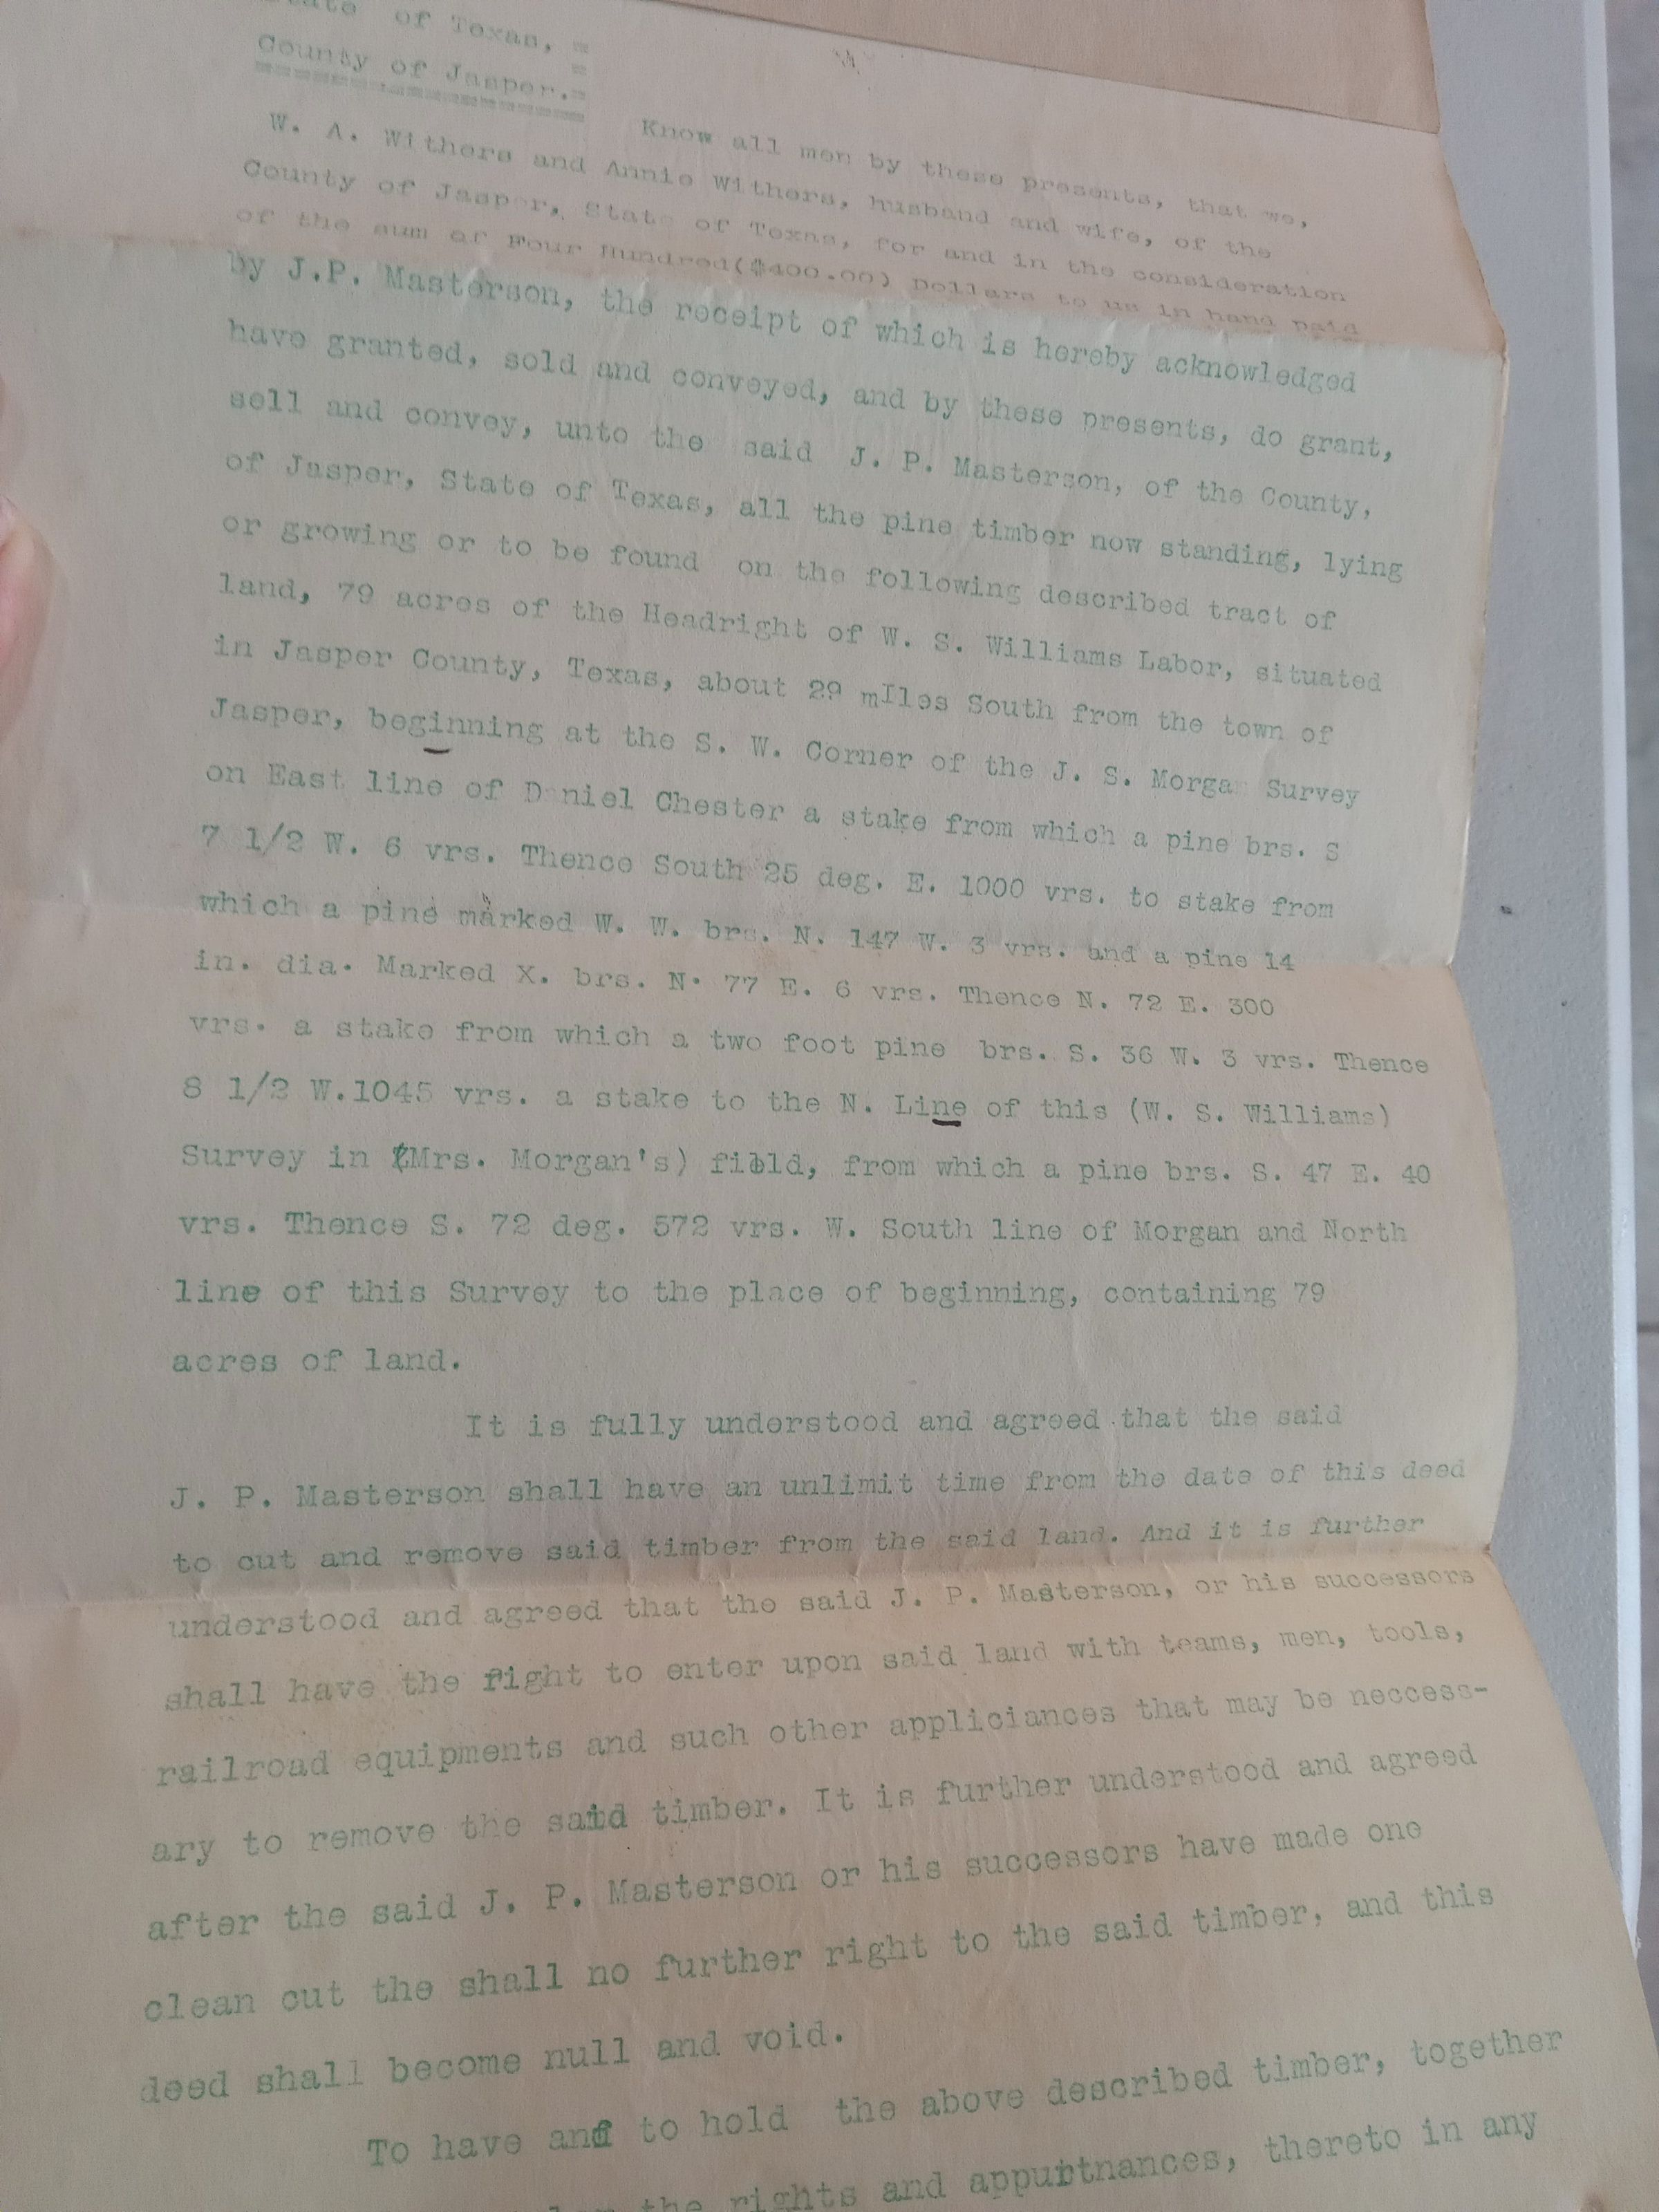 of Texas, =
County of Jasper.=
==========================
Know all men by these presents, that we,
W. A. Withers and Annie Withers, husband and wife, of the
County of Jasper, State of Texas, for and in the consideration
of the sum of Four Hundred($400.00) Dollars to us in hand paid
by J.P. Masterson, the receipt of which is hereby acknowledged
have granted, sold and conveyed, and by these presents, do grant,
sell and convey, unto the said J. P. Masterson, of the County,
of Jasper, State of Texas, all the pine timber now standing, lying
or growing or to be found on the following described tract of
land, 79 acres of the Headright of W. S. Williams Labor, situated
in Jasper County, Texas, about 29 mIles South from the town of
Jasper, beginning at the S. W. Corner of the J. S. Morgan Survey
on East line of Daniel Chester a stake from which a pine brs. S
7 1/2 W. 6 vrs. Thence South 25 deg. E. 1000 vrs. to stake from
which a pine marked W. W. brs. N. 147 W. 3 vrs. and a pine 14
in. dia. Marked X. brs. N. 77 E. 6 vrs. Thence N. 72 E. 300
vrs. a stake from which a two foot pine brs. S. 36 W. 3 vrs. Thence
8 1/2 W.1045 vrs. a stake to the N. Line of this (W. S. Williams)
Survey in (Mrs. Morgan's) field, from which a pine brs. S. 47 E. 40
vrs. Thence S. 72 deg. 572 vrs. W. South line of Morgan and North
line of this Survey to the place of beginning, containing 79
acres of land.
It is fully understood and agreed that the said
J. P. Masterson shall have an unlimit time from the date of this deed
to cut and remove said timber from the said land. And it is further
understood and agreed that the said J. P. Masterson, or his successors
shall have the right to enter upon said land with teams, men, tools,
railroad equipments and such other appliciances that may be neccess-
ary to remove the said timber. It is further understood and agreed
after the said J. P. Masterson or his successors have made one
clean cut the shall no further right to the said timber, and this
deed shall become null and void.
To have and to hold the above described timber, together
the rights and appurtnances, thereto in any